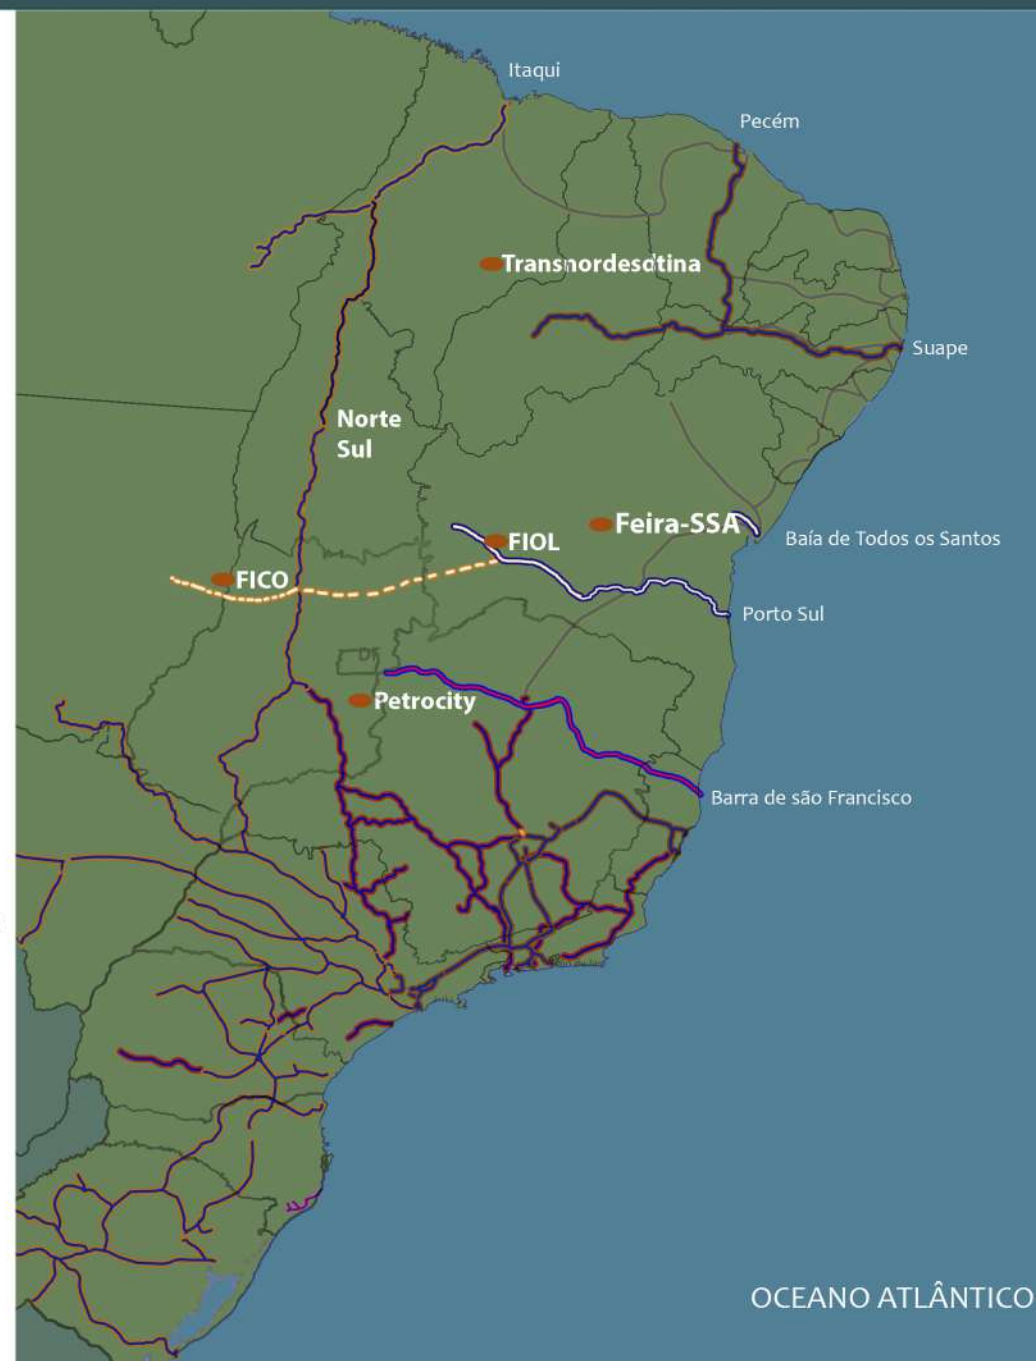 Itaqui
Pecém
Transnordesdtina
Suape
Norte
Sul
Feira-SSA
Baía de Todos os Santos
FIOL
FICO
Porto Sul
DF
Petrocity
Barra de são Francisco
OCEANO ATLÂNTICO